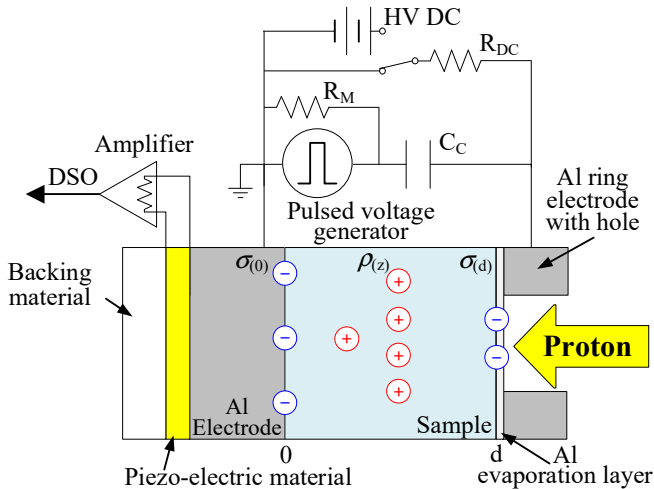 HV DC
R_DC
R_M
Amplifier
DSO
C_C
Pulsed voltage
generator
Al ring
electrode
with hole
Backing
material
σ(0)
ρ(z)
σ(d)
−
−
−
+
+
+
+
+
−
−
Proton
Al
Electrode
Sample
0
d
Al
evaporation layer
Piezo-electric material